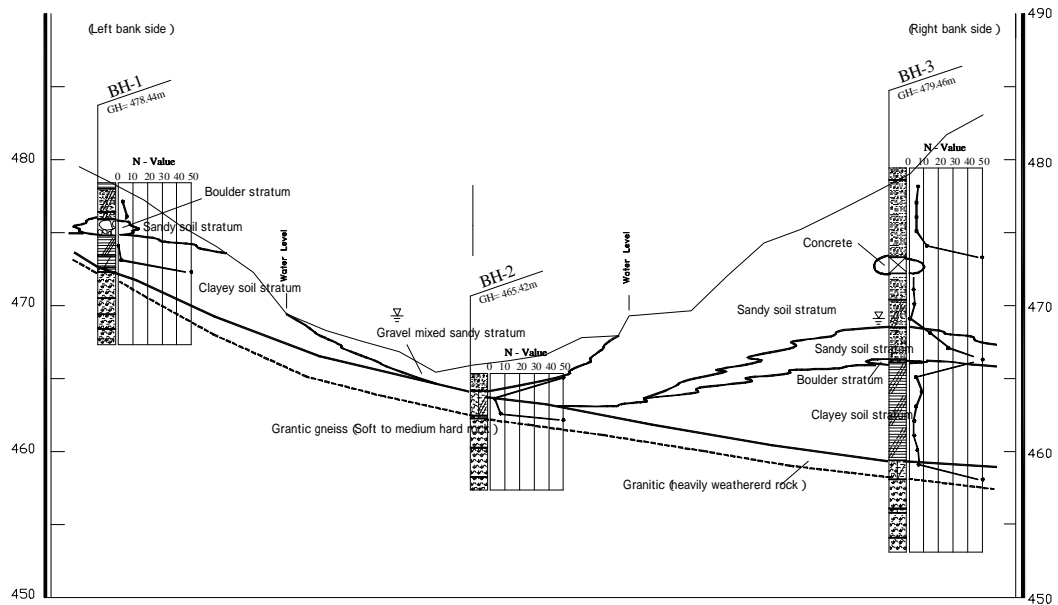 490
490
(Left bank side )
(Right bank side )
BH-1
GH= 478.44m
BH-3
GH= 479.46m
480
480
N - Value
0 10 20 30 40 50
N - Value
0 10 20 30 40 50
Boulder stratum
Sandy soil stratum
Water Level
Water Level
Concrete
Clayey soil stratum
BH-2
GH= 465.42m
470
470
Sandy soil stratum
Gravel mixed sandy stratum
N - Value
0 10 20 30 40 50
Sandy soil stratum
Boulder stratum
Clayey soil stratum
Grantic gneiss (Soft to medium hard rock )
460
460
Granitic (heavily weathererd rock )
450
450